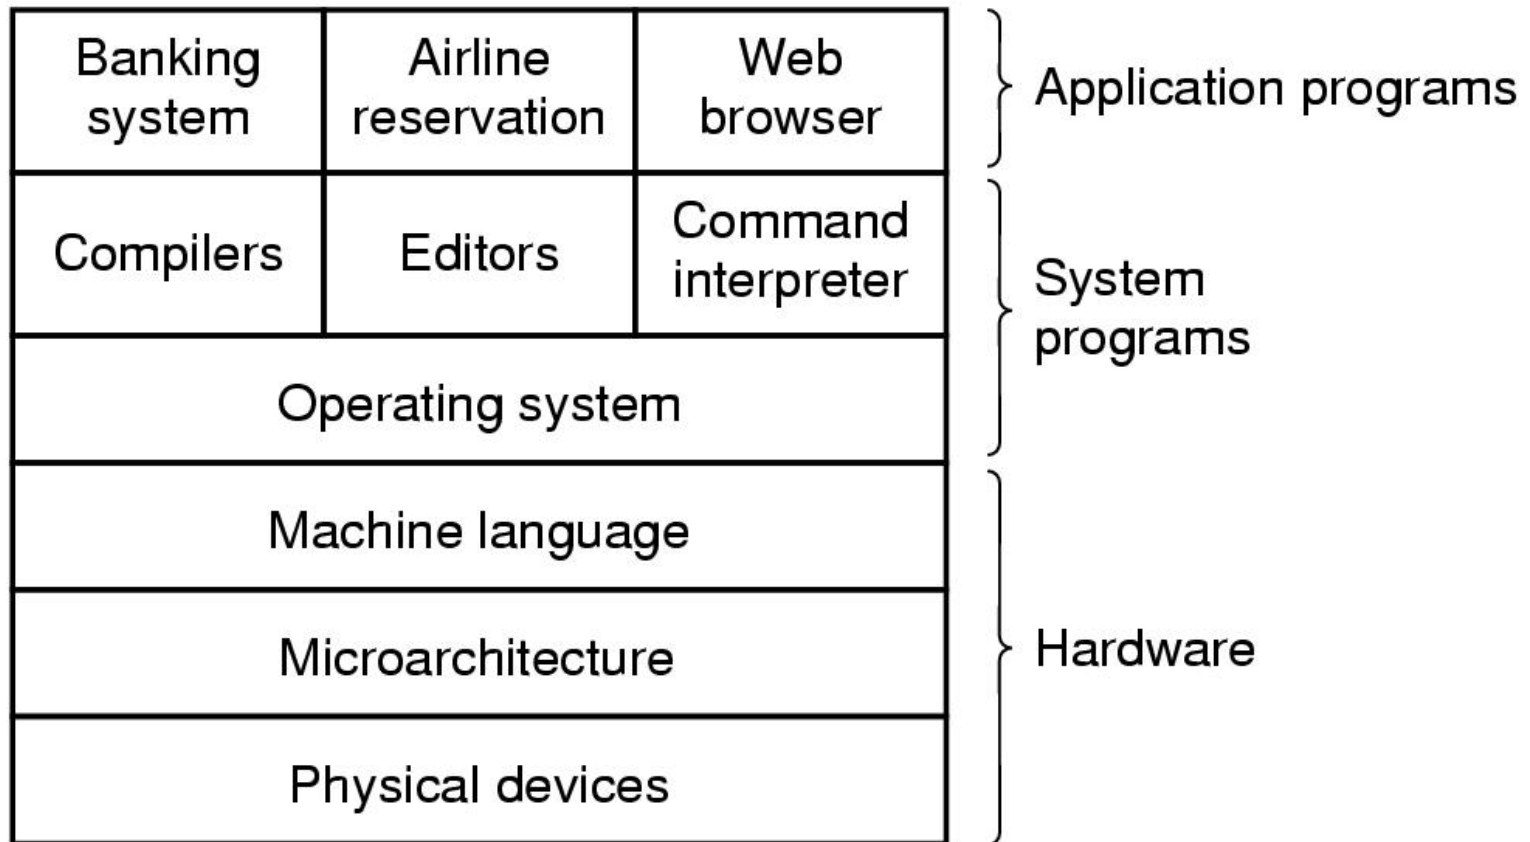 Banking
system
Airline
reservation
Web
browser
Application programs
Compilers
Editors
Command
interpreter
System
programs
Operating system
Machine language
Microarchitecture
Hardware
Physical devices